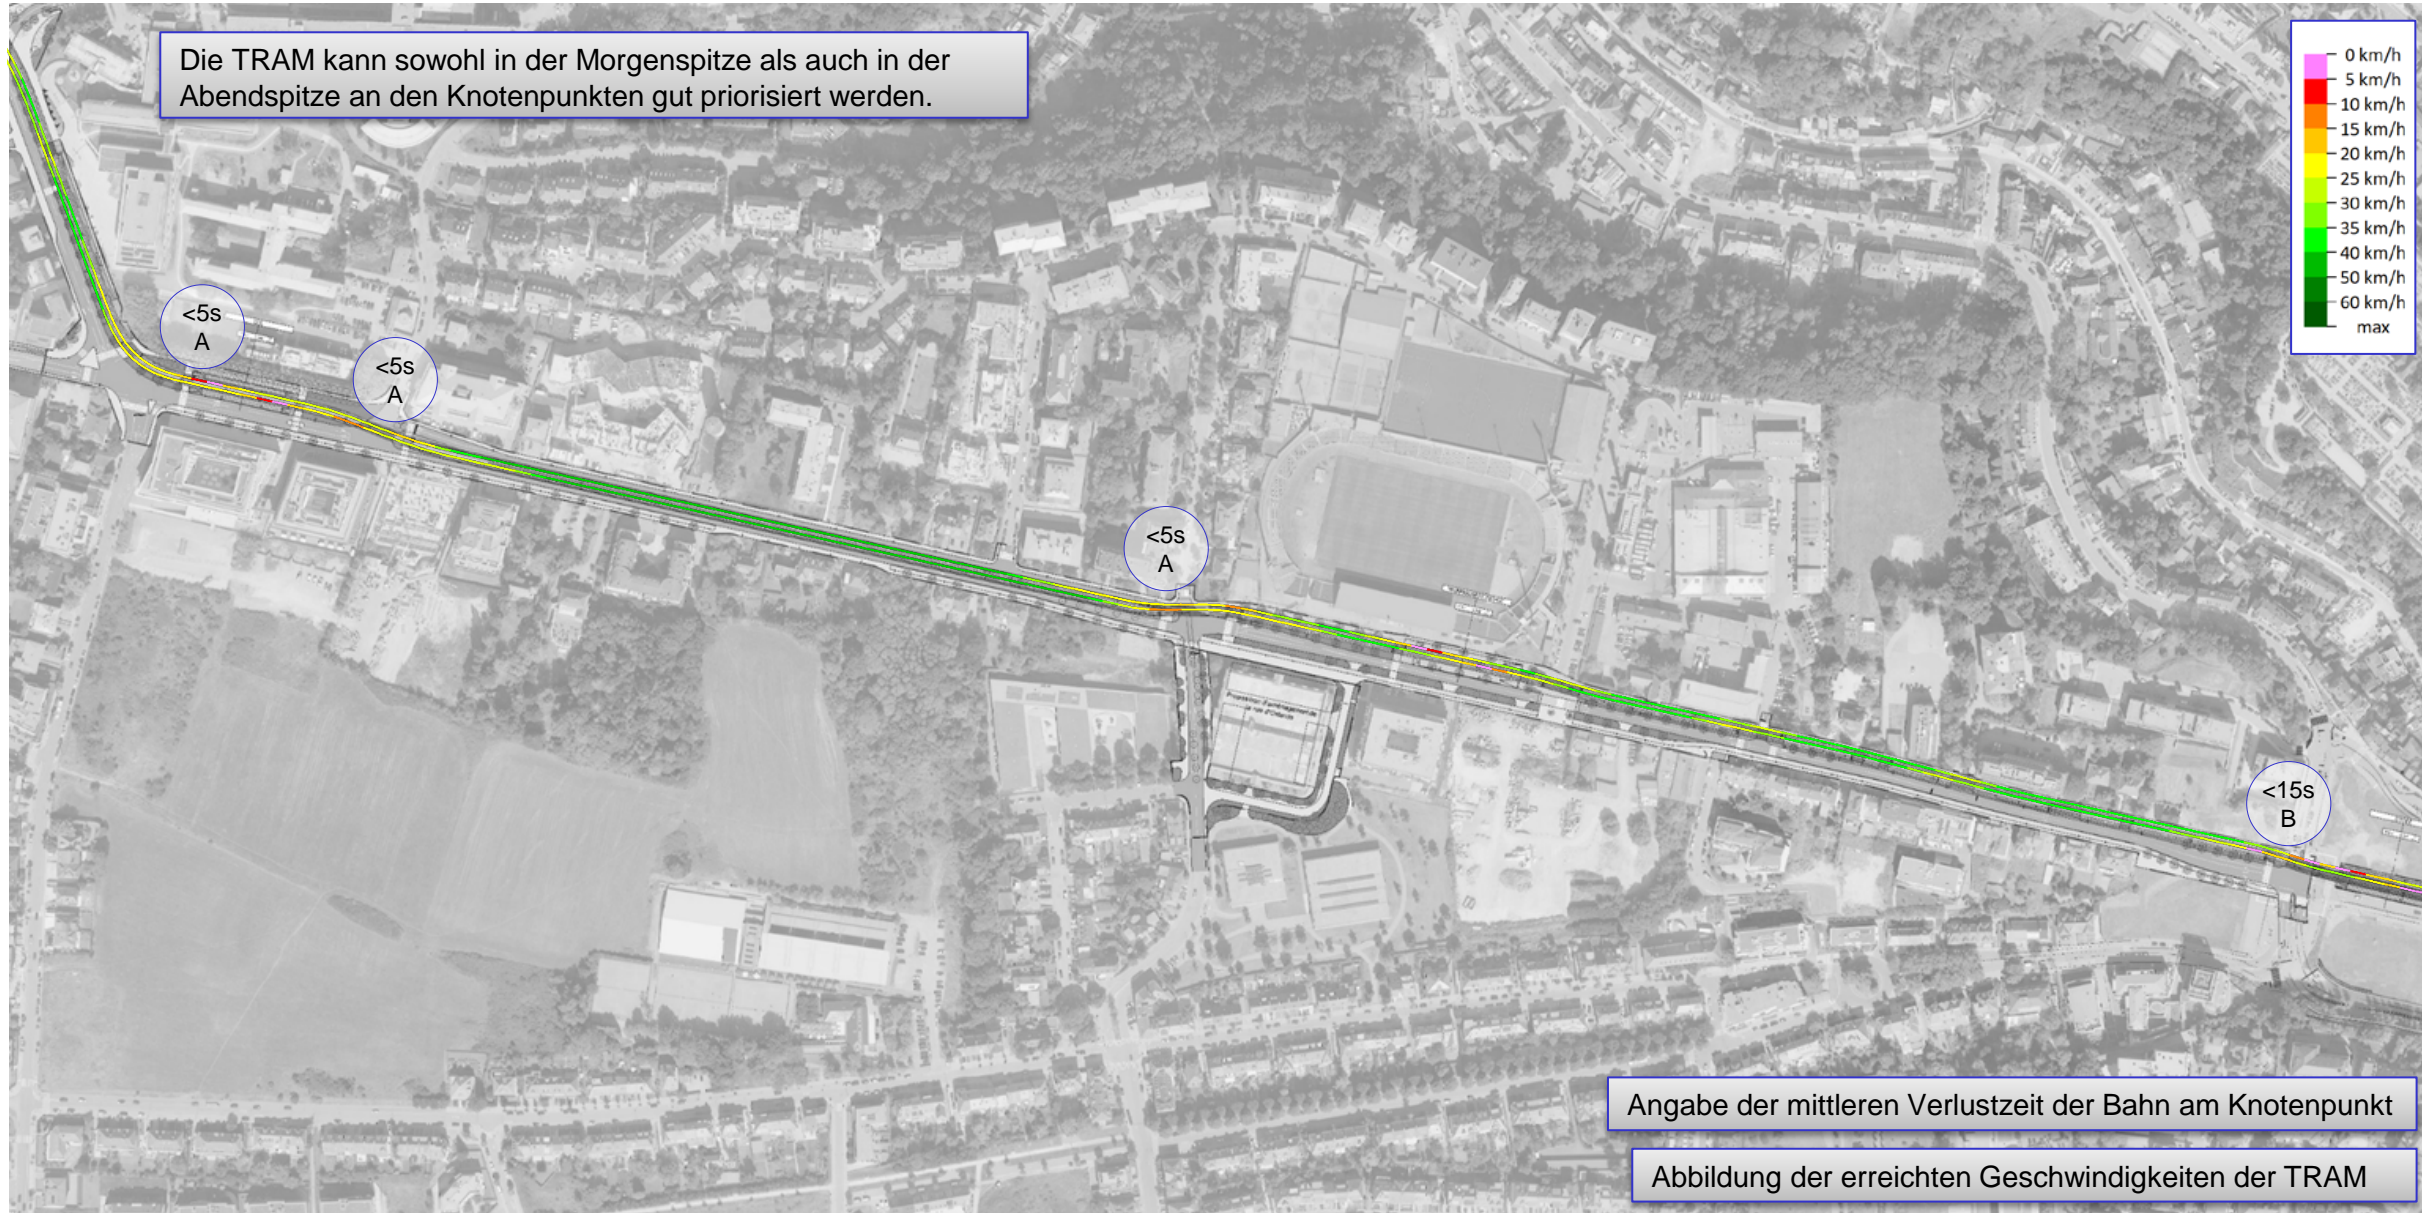 Die TRAM kann sowohl in der Morgenspitze als auch in der
Abendspitze an den Knotenpunkten gut priorisiert werden.
0 km/h
5 km/h
10 km/h
15 km/h
20 km/h
25 km/h
30 km/h
35 km/h
40 km/h
50 km/h
60 km/h
max
<5s
A
<5s
A
<5s
A
<15s
B
Angabe der mittleren Verlustzeit der Bahn am Knotenpunkt
Abbildung der erreichten Geschwindigkeiten der TRAM